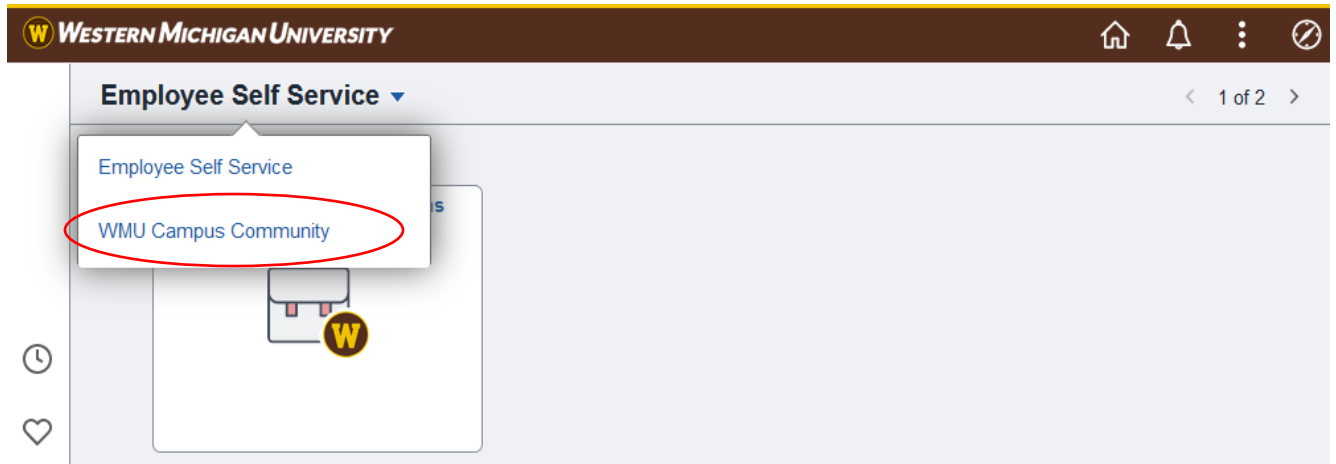 W WESTERN MICHIGAN UNIVERSITY
Employee Self Service
1 of 2
Employee Self Service
WMU Campus Community
W